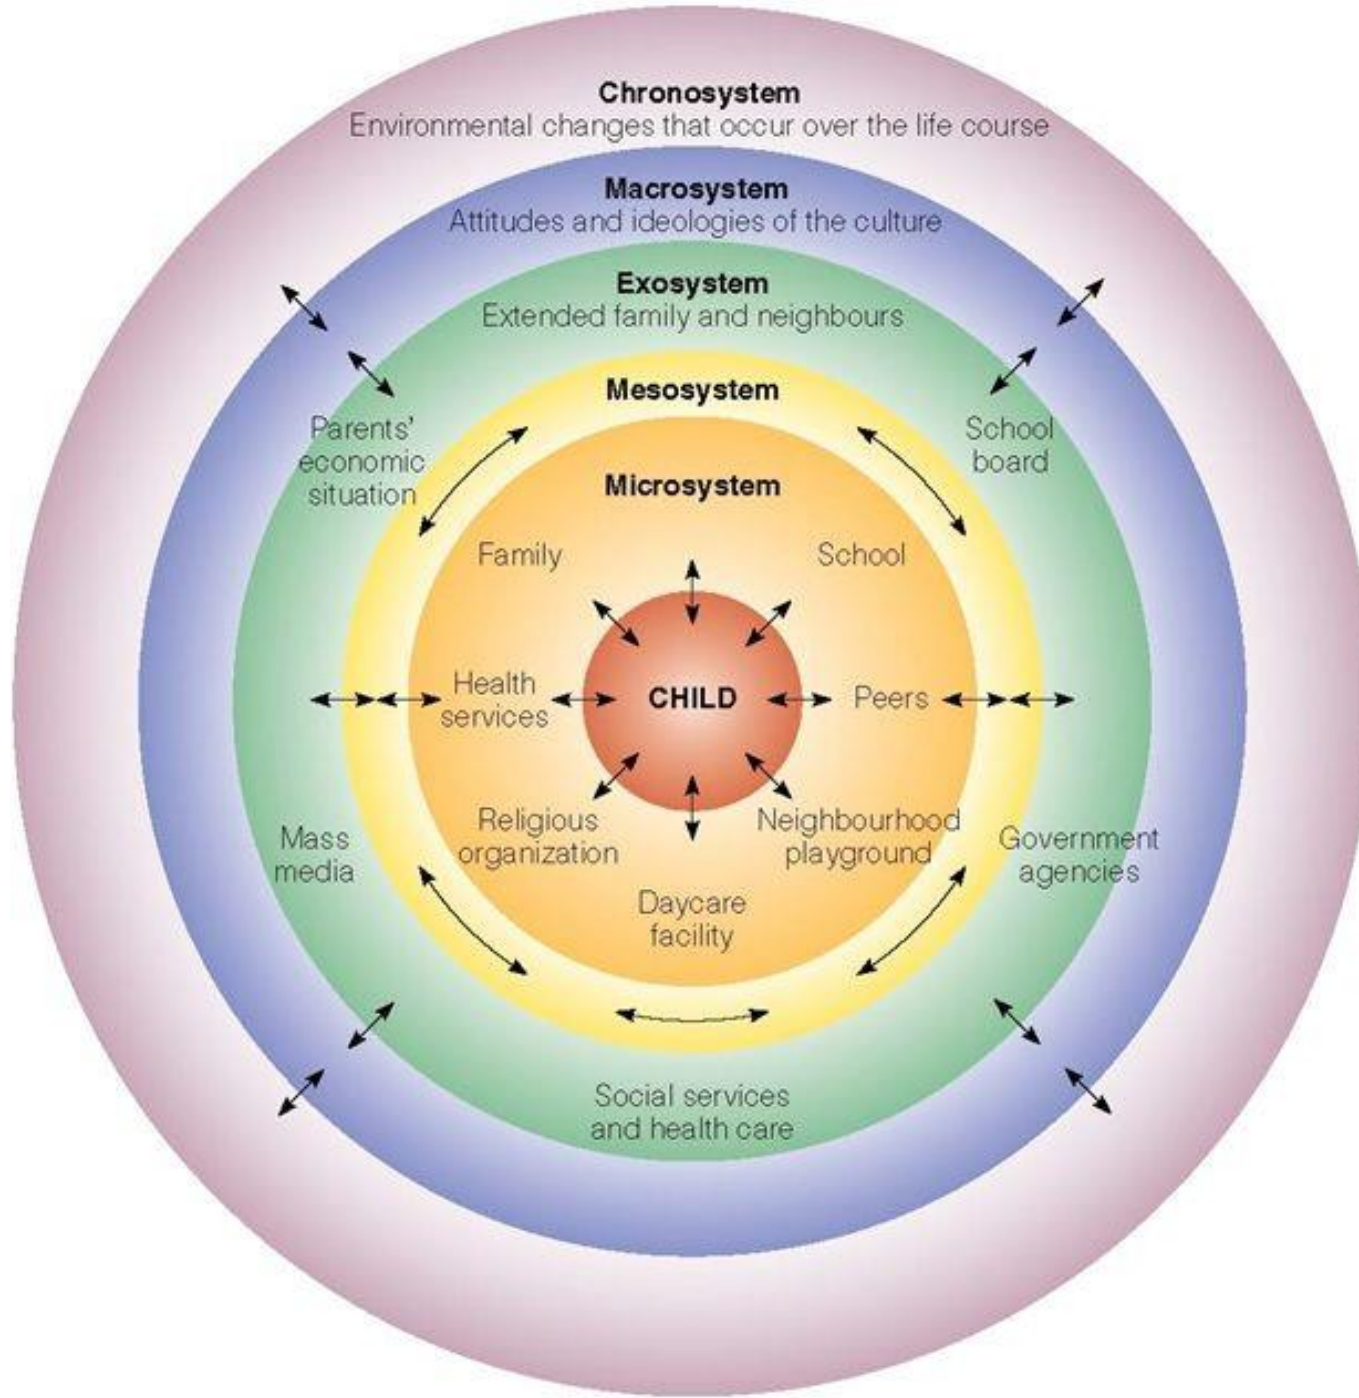 Chronosystem
Environmental changes that occur over the life course
Macrosystem
Attitudes and ideologies of the culture
Exosystem
Extended family and neighbours
Mesosystem
Parents'
economic
situation
School
board
Microsystem
Family
School
Health
services
CHILD
Peers
Religious
organization
Neighbourhood
playground
Mass
media
Government
agencies
Daycare
facility
Social services
and health care